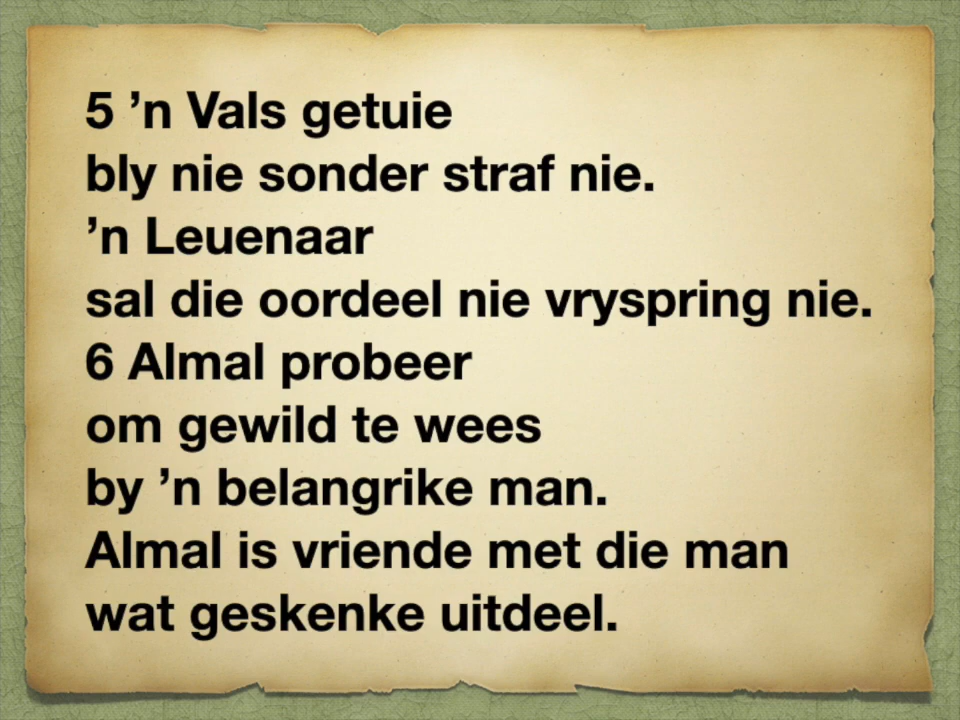 5 ’n Vals getuie
bly nie sonder straf nie.
’n Leuenaar
sal die oordeel nie vryspring nie.
6 Almal probeer
om gewild te wees
by ’n belangrike man.
Almal is vriende met die man
wat geskenke uitdeel.